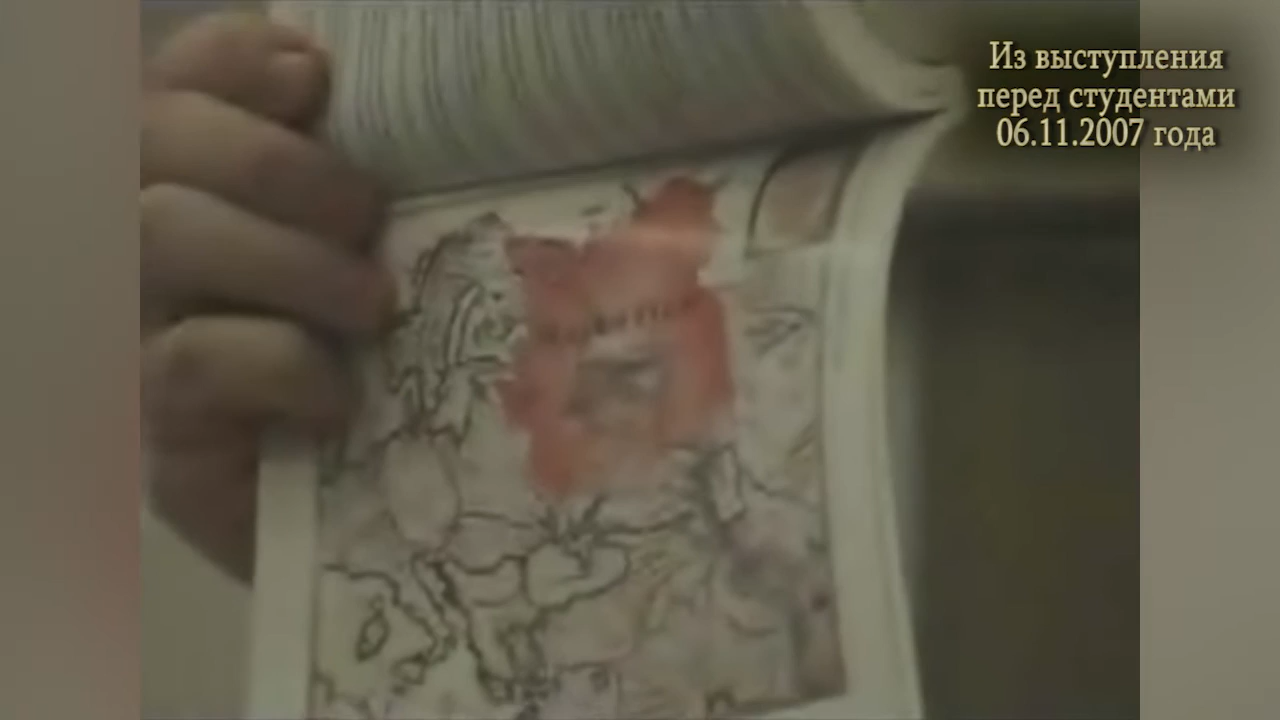 Из выступления
перед студентами
06.11.2007 года